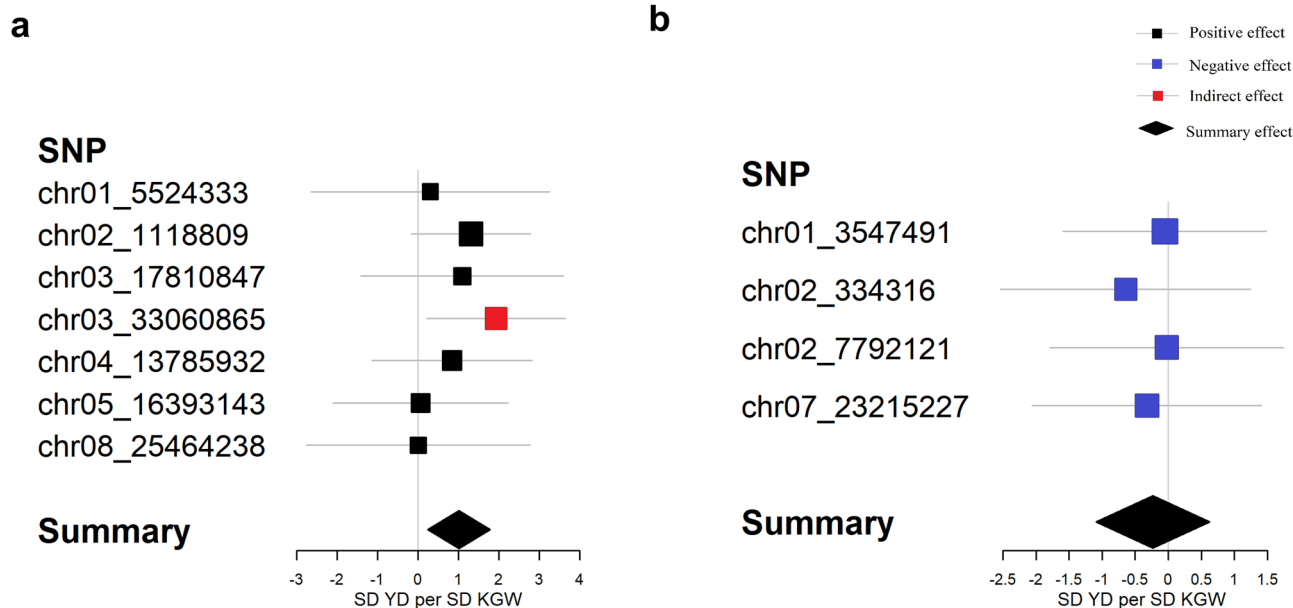 a
SNP
chr01_5524333
chr02_1118809
chr03_17810847
chr03_33060865
chr04_13785932
chr05_16393143
chr08_25464238
Summary
-3 -2 -1 0 1 2 3 4
SD YD per SD KGW
b
Positive effect
Negative effect
Indirect effect
Summary effect
SNP
chr01_3547491
chr02_334316
chr02_7792121
chr07_23215227
Summary
-2.5 -2 -1.5 -1 -0.5 0 0.5 1 1.5
SD YD per SD KGW